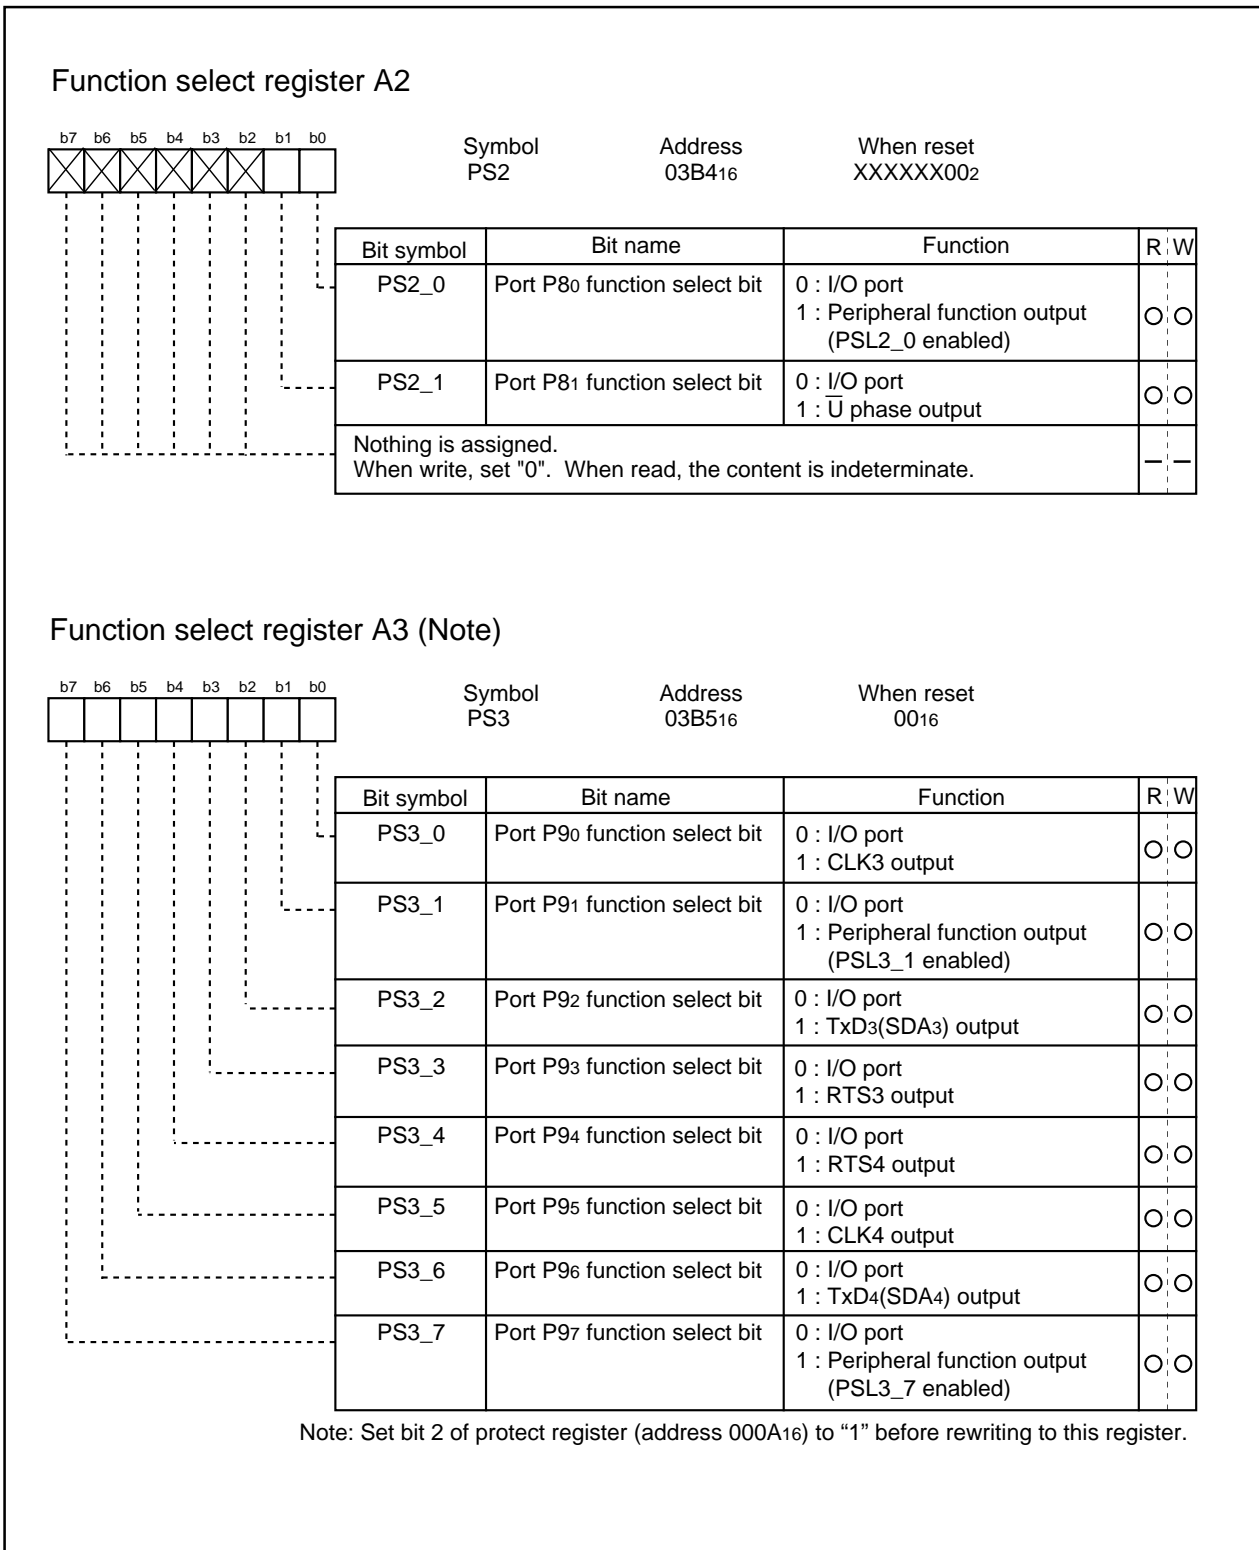 Function select register A2
b7 b6 b5 b4 b3 b2 b1 b0
Symbol Address When reset
PS2 03B416 XXXXXX002
Bit symbol Bit name Function R W
PS2_0 Port P80 function select bit 0 : I/O port
1 : Peripheral function output
(PSL2_0 enabled)
PS2_1 Port P81 function select bit 0 : I/O port
1 : U̅ phase output
Nothing is assigned.
When write, set "0". When read, the content is indeterminate.
Function select register A3 (Note)
b7 b6 b5 b4 b3 b2 b1 b0
Symbol Address When reset
PS3 03B516 0016
Bit symbol Bit name Function R W
PS3_0 Port P90 function select bit 0 : I/O port
1 : CLK3 output
PS3_1 Port P91 function select bit 0 : I/O port
1 : Peripheral function output
(PSL3_1 enabled)
PS3_2 Port P92 function select bit 0 : I/O port
1 : TxD3(SDA3) output
PS3_3 Port P93 function select bit 0 : I/O port
1 : RTS3 output
PS3_4 Port P94 function select bit 0 : I/O port
1 : RTS4 output
PS3_5 Port P95 function select bit 0 : I/O port
1 : CLK4 output
PS3_6 Port P96 function select bit 0 : I/O port
1 : TxD4(SDA4) output
PS3_7 Port P97 function select bit 0 : I/O port
1 : Peripheral function output
(PSL3_7 enabled)
Note: Set bit 2 of protect register (address 000A16) to “1” before rewriting to this register.